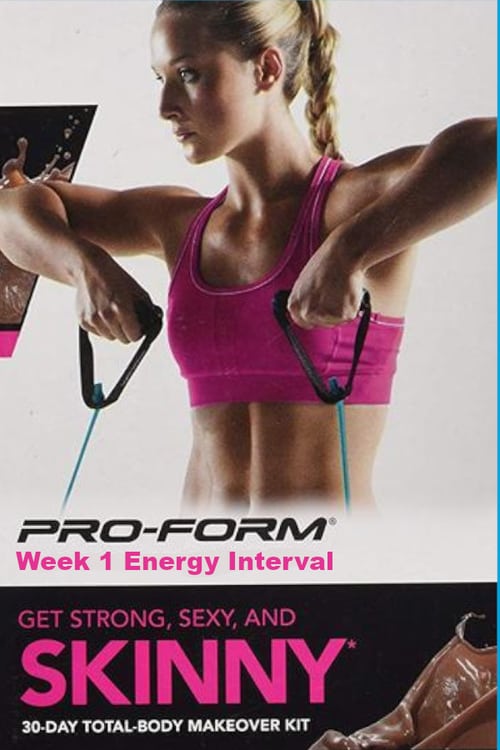 PRO-FORM®
Week 1 Energy Interval
GET STRONG, SEXY, AND
SKINNY*
30-DAY TOTAL-BODY MAKEOVER KIT